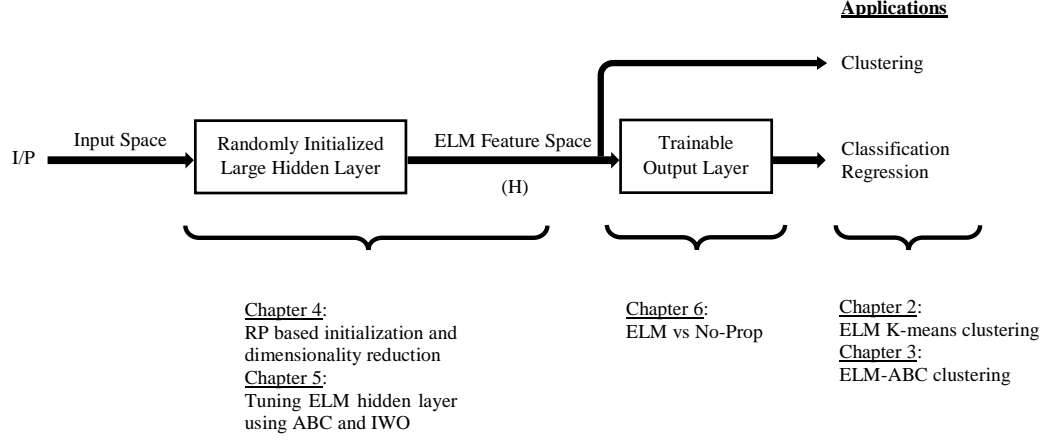 Applications
Clustering
Input Space
ELM Feature Space
I/P
Randomly Initialized
Large Hidden Layer
(H)
Trainable
Output Layer
Classification
Regression
Chapter 4:
RP based initialization and
dimensionality reduction
Chapter 5:
Tuning ELM hidden layer
using ABC and IWO
Chapter 6:
ELM vs No-Prop
Chapter 2:
ELM K-means clustering
Chapter 3:
ELM-ABC clustering